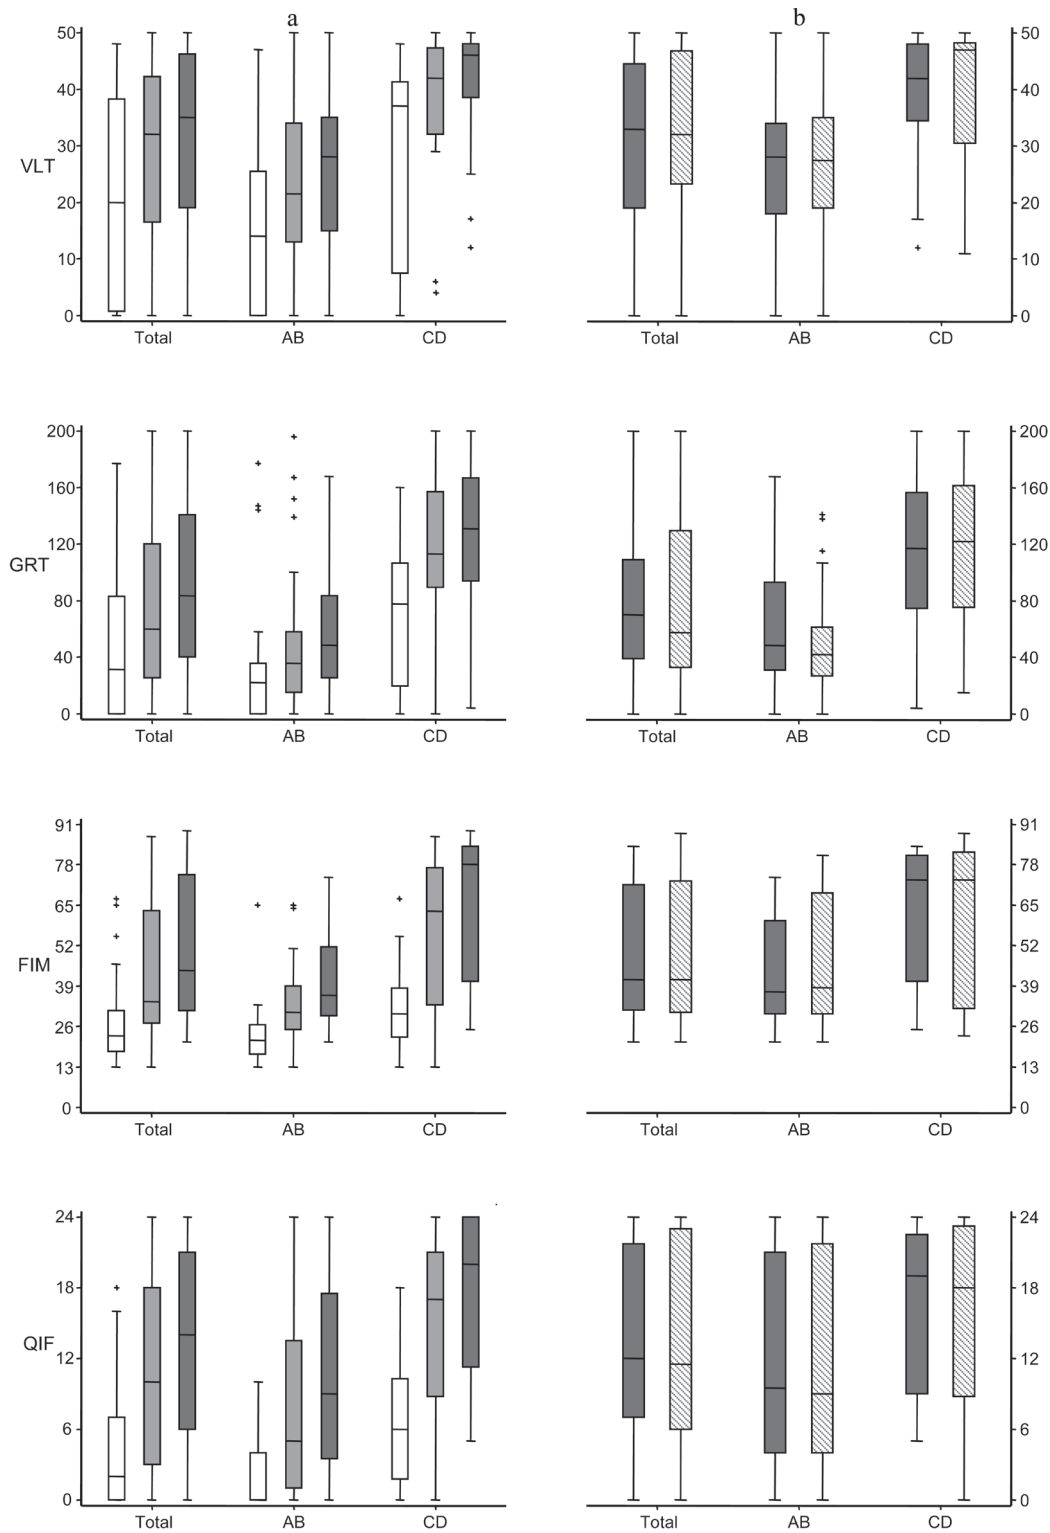 a b
50 50
40 40
30 30
VLT
20 20
10 10
0 0
Total AB CD Total AB CD
200 200
160 160
120 120
GRT
80 80
40 40
0 0
Total AB CD Total AB CD
91 91
78 78
65 65
52 52
FIM
39 39
26 26
13 13
0 0
Total AB CD Total AB CD
24 24
18 18
QIF
12 12
6 6
0 0
Total AB CD Total AB CD